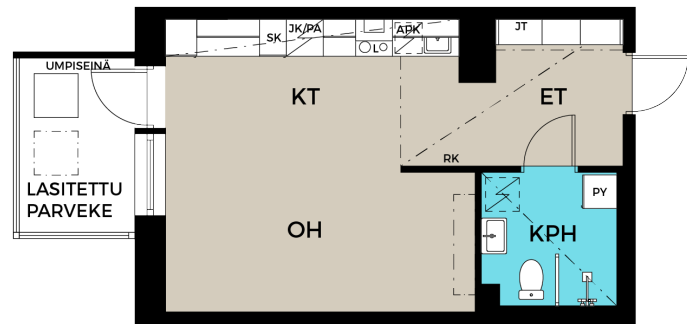 JK/PA
JT
SK
L
APK
UMPISEINÄ
KT
ET
RK
LASITETTU
PARVEKE
PY
OH
KPH